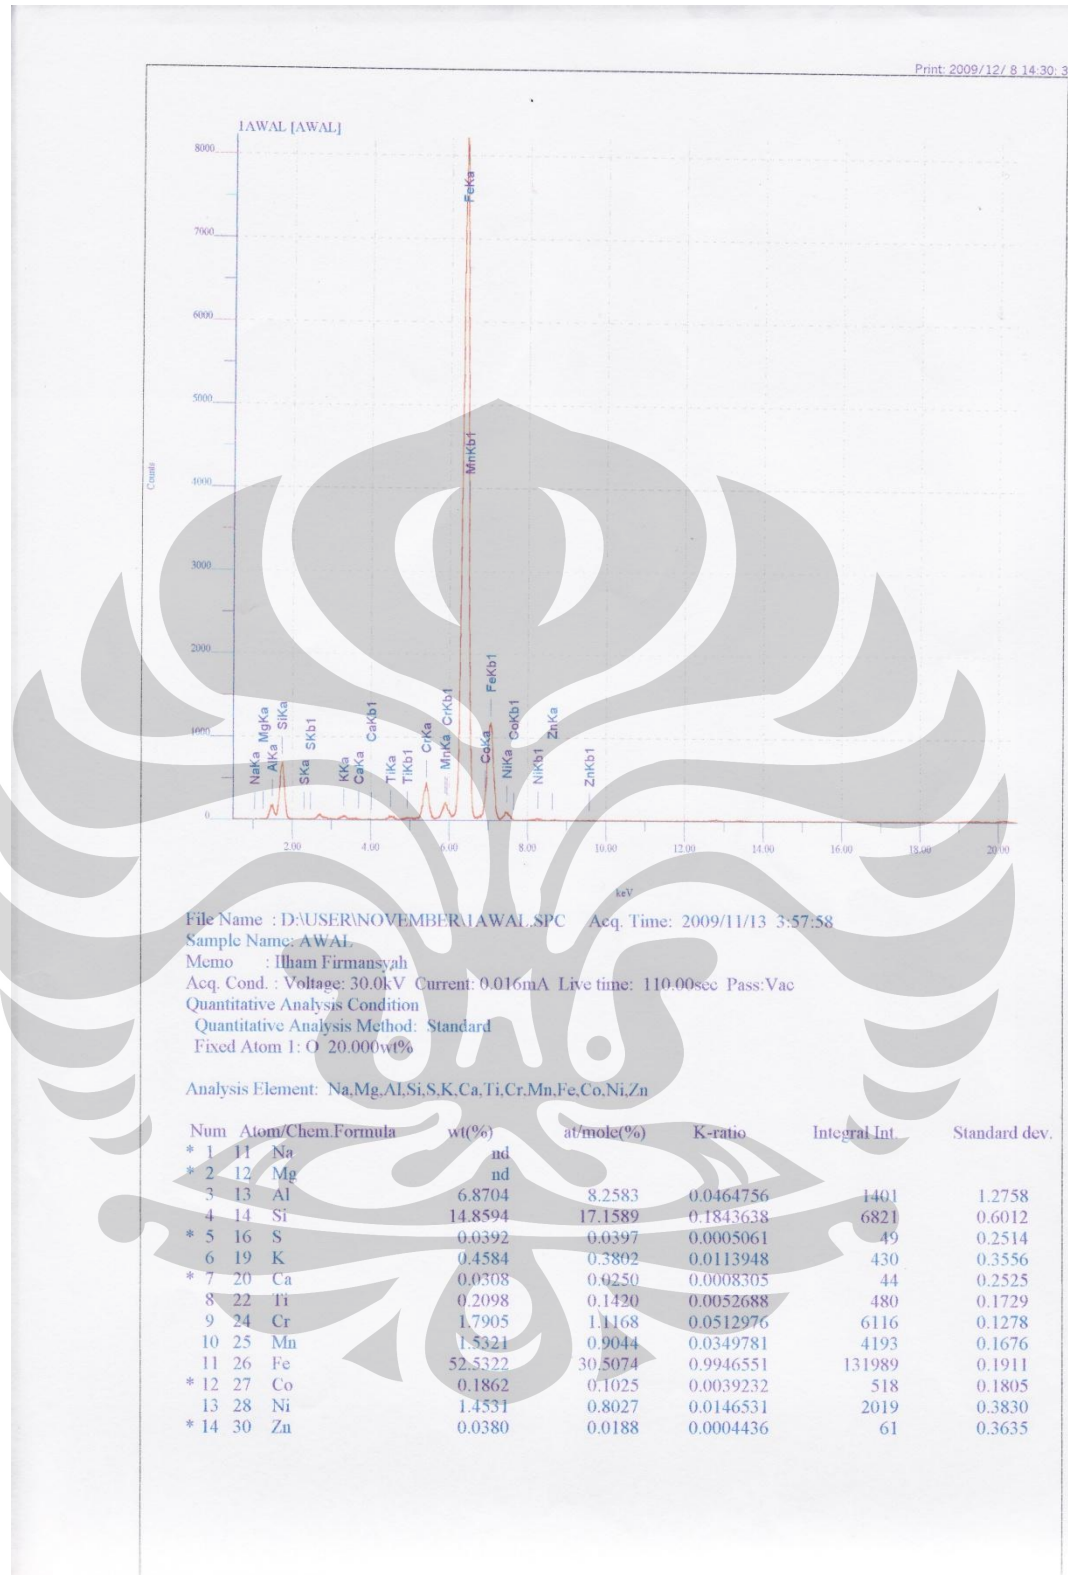 Print: 2009/12/ 8 14:30: 3
1AWAL [AWAL]
8000
7000
6000
5000
4000
3000
2000
1000
0
Counts
FeKa
MnKb1
NaKa
MgKa
AlKa
SiKa
SKa
SKb1
KKa
CaKa
CaKb1
TiKa
TiKb1
CrKa
MnKa
CrKb1
CoKa
FeKb1
NiKa
CoKb1
NiKb1
ZnKa
ZnKb1
2.00 4.00 6.00 8.00 10.00 12.00 14.00 16.00 18.00 20.00
keV
File Name : D:\USER\NOVEMBER\1AWAL.SPC Acq. Time: 2009/11/13 3:57:58
Sample Name: AWAL
Memo : Ilham Firmansyah
Acq. Cond. : Voltage: 30.0kV Current: 0.016mA Live time: 110.00sec Pass:Vac
Quantitative Analysis Condition
Quantitative Analysis Method: Standard
Fixed Atom 1: O 20.000wt%
Analysis Element: Na,Mg,Al,Si,S,K,Ca,Ti,Cr,Mn,Fe,Co,Ni,Zn
Num Atom/Chem.Formula wt(%) at/mole(%) K-ratio Integral Int. Standard dev.
* 1 11 Na nd
* 2 12 Mg nd
3 13 Al 6.8704 8.2583 0.0464756 1401 1.2758
4 14 Si 14.8594 17.1589 0.1843638 6821 0.6012
* 5 16 S 0.0392 0.0397 0.0005061 49 0.2514
6 19 K 0.4584 0.3802 0.0113948 430 0.3556
* 7 20 Ca 0.0308 0.0250 0.0008305 44 0.2525
8 22 Ti 0.2098 0.1420 0.0052688 480 0.1729
9 24 Cr 1.7905 1.1168 0.0512976 6116 0.1278
10 25 Mn 1.5321 0.9044 0.0349781 4193 0.1676
11 26 Fe 52.5322 30.5074 0.9946551 131989 0.1911
* 12 27 Co 0.1862 0.1025 0.0039232 518 0.1805
13 28 Ni 1.4531 0.8027 0.0146531 2019 0.3830
* 14 30 Zn 0.0380 0.0188 0.0004436 61 0.3635